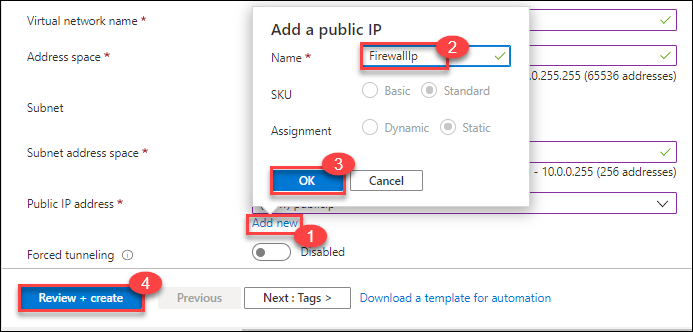 Virtual network name *
Address space *
.0.255.255 (65536 addresses)
Subnet
Subnet address space *
- 10.0.0.255 (256 addresses)
Public IP address *
Add new
1
Forced tunneling
Disabled
Add a public IP
Name *
FirewallIp
2
SKU
Basic
Standard
Assignment
Dynamic
Static
3
OK
Cancel
4
Review + create
Previous
Next : Tags >
Download a template for automation